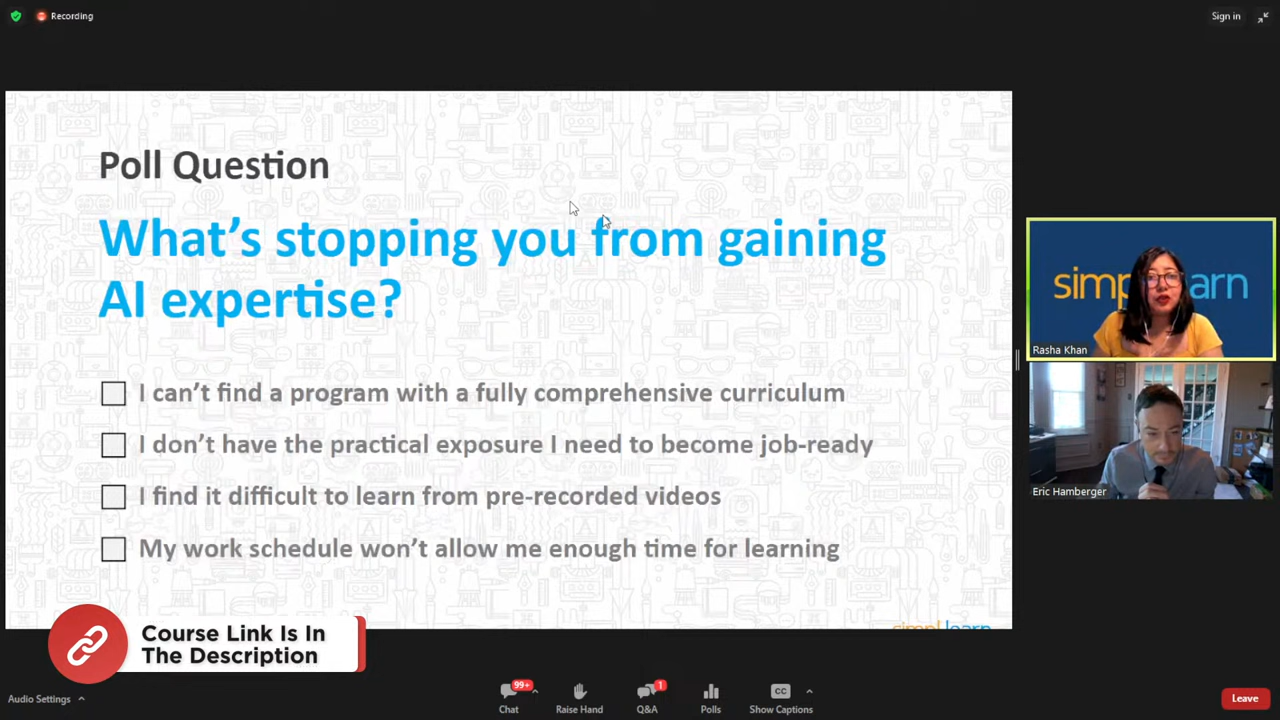 Recording
Sign in
Poll Question
What's stopping you from gaining
AI expertise?
I can't find a program with a fully comprehensive curriculum
I don't have the practical exposure I need to become job-ready
I find it difficult to learn from pre-recorded videos
My work schedule won't allow me enough time for learning
simplilearn
Rasha Khan
Eric Hamberger
Course Link Is In
The Description
Audio Settings
99+
Chat
Raise Hand
1
Q&A
Polls
CC
Show Captions
Leave